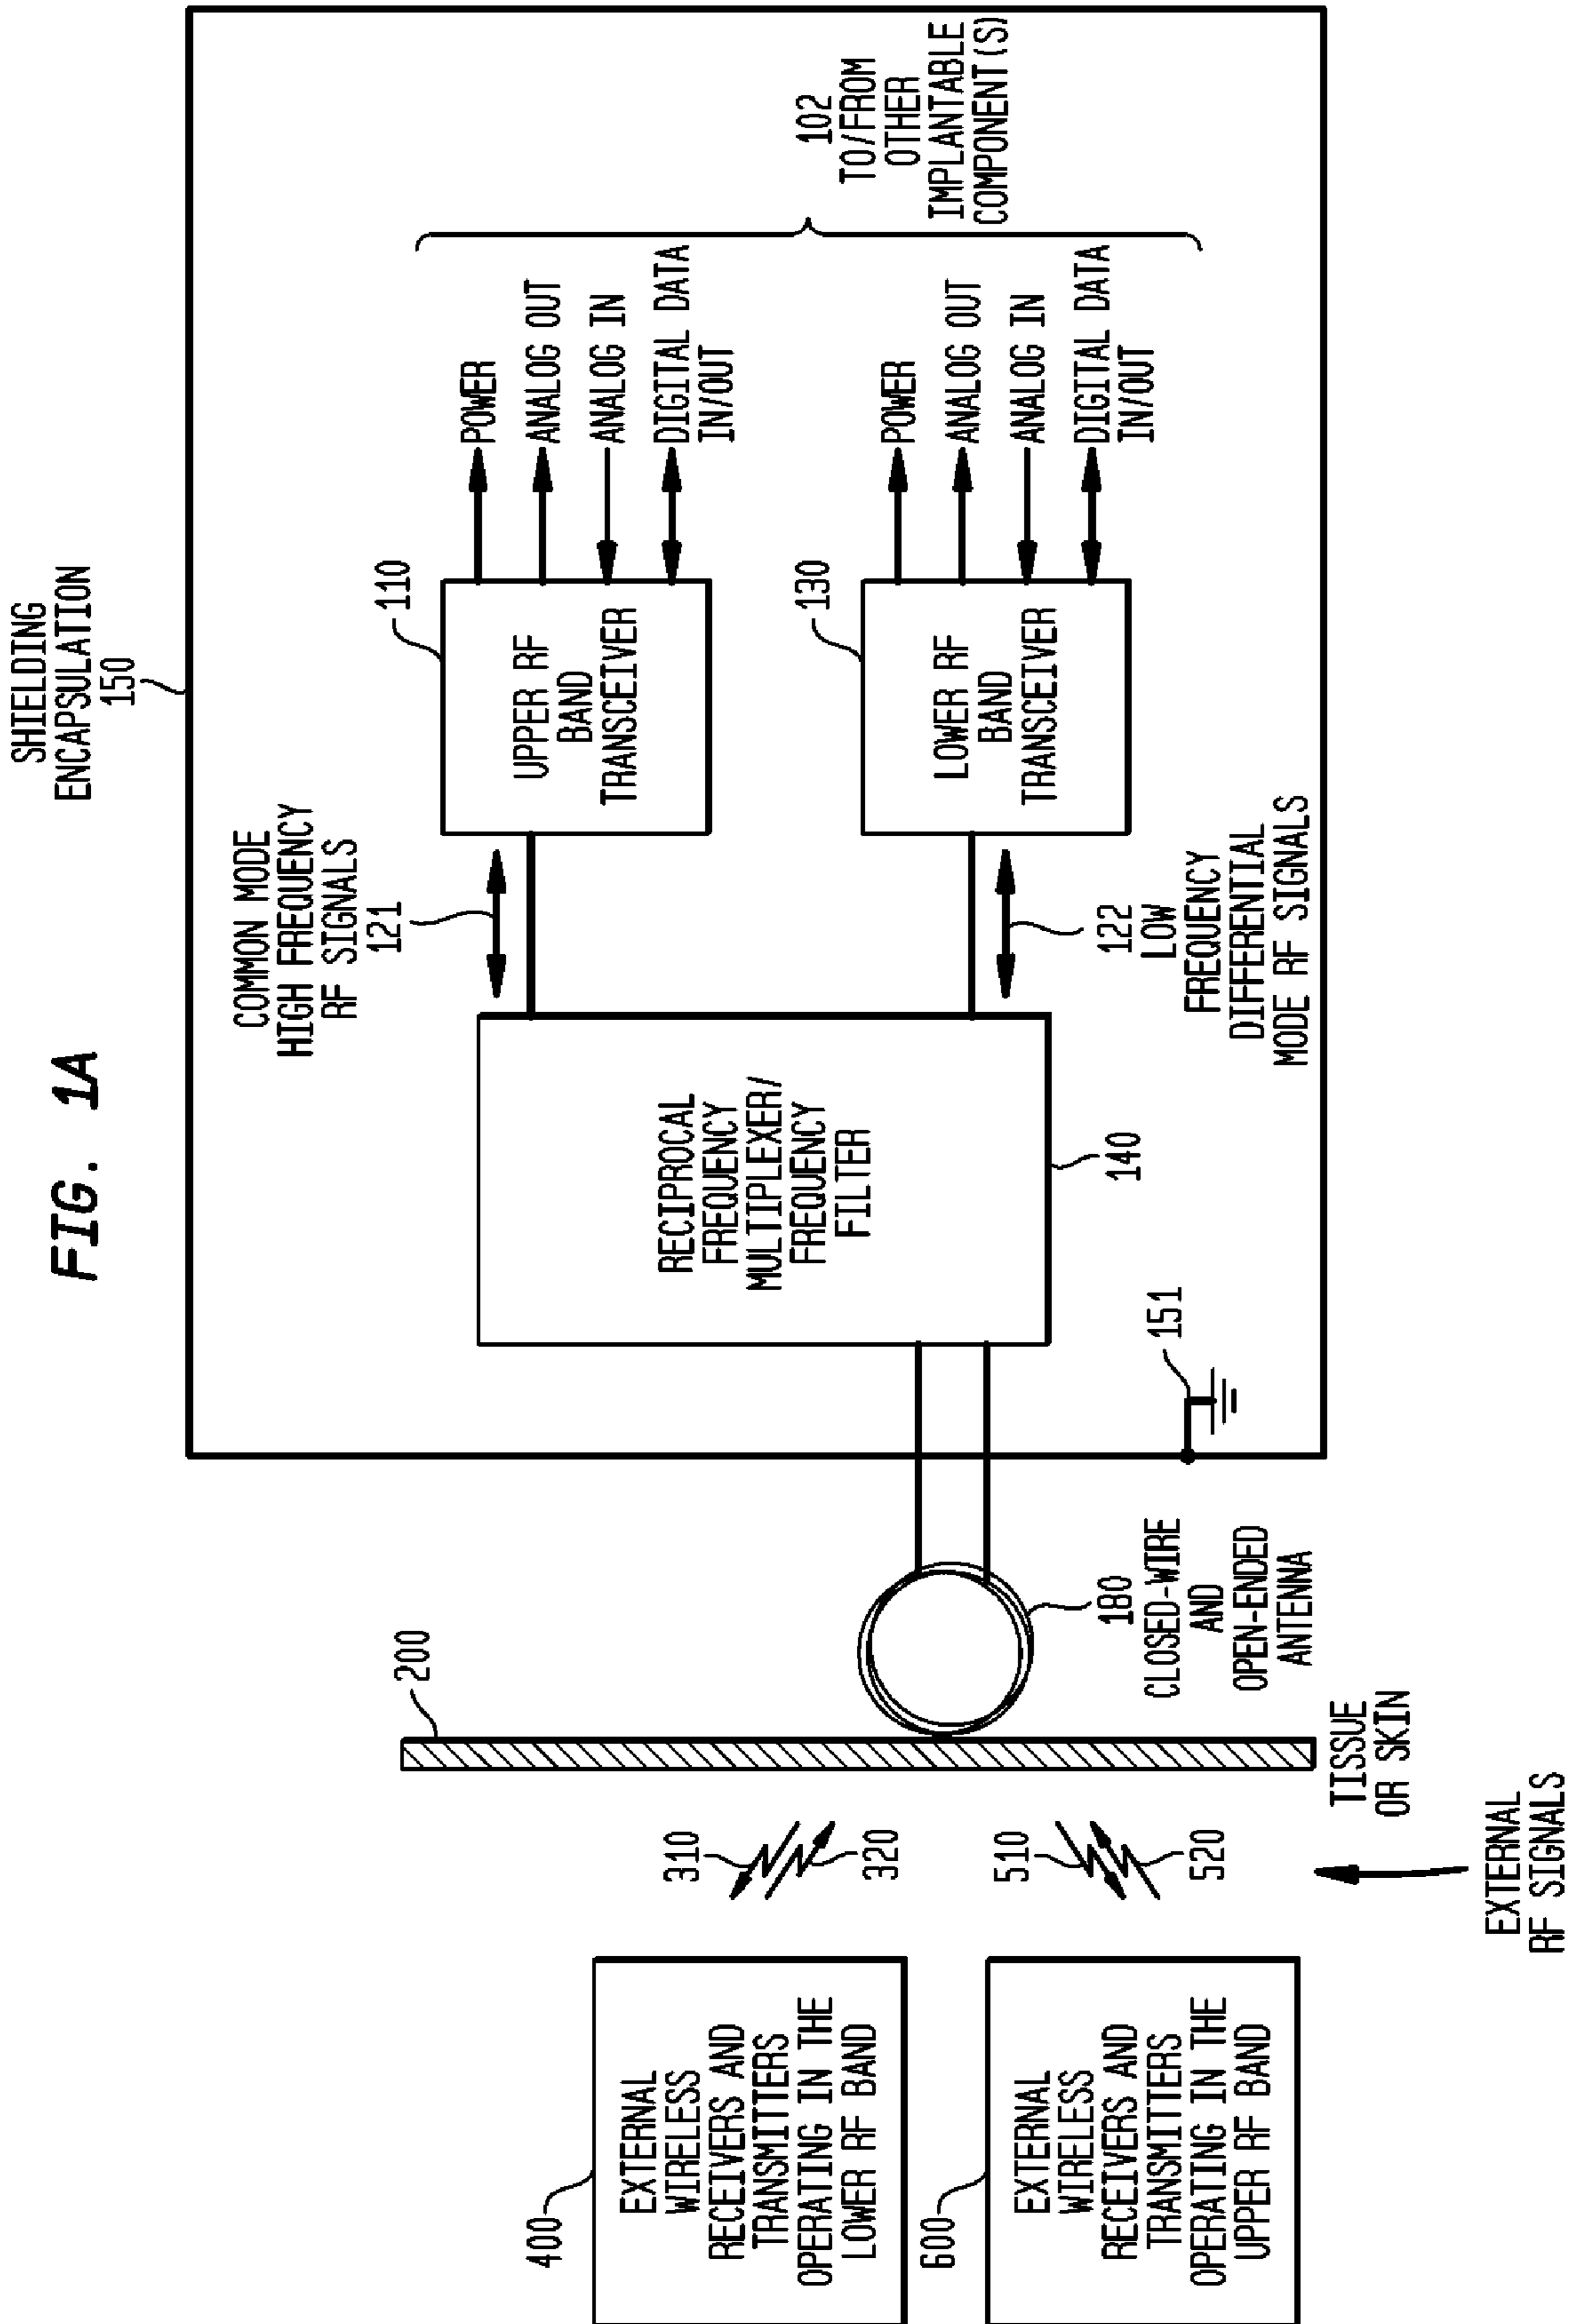 FIG. 1A
SHIELDING
ENCAPSULATION
150
COMMON MODE
HIGH FREQUENCY
RF SIGNALS
121
110
UPPER RF
BAND
TRANSCEIVER
POWER
ANALOG OUT
ANALOG IN
DIGITAL DATA
IN/OUT
102
TO/FROM
OTHER
IMPLANTABLE
COMPONENT(S)
RECIPROCAL
FREQUENCY
MULTIPLEXER/
FREQUENCY
FILTER
140
130
LOWER RF
BAND
TRANSCEIVER
POWER
ANALOG OUT
ANALOG IN
DIGITAL DATA
IN/OUT
122
LOW
FREQUENCY
DIFFERENTIAL
MODE RF SIGNALS
151
180
CLOSED-WIRE
AND
OPEN-ENDED
ANTENNA
200
TISSUE
OR SKIN
310
320
510
520
EXTERNAL
RF SIGNALS
400
EXTERNAL
WIRELESS
RECEIVERS AND
TRANSMITTERS
OPERATING IN THE
LOWER RF BAND
600
EXTERNAL
WIRELESS
RECEIVERS AND
TRANSMITTERS
OPERATING IN THE
UPPER RF BAND